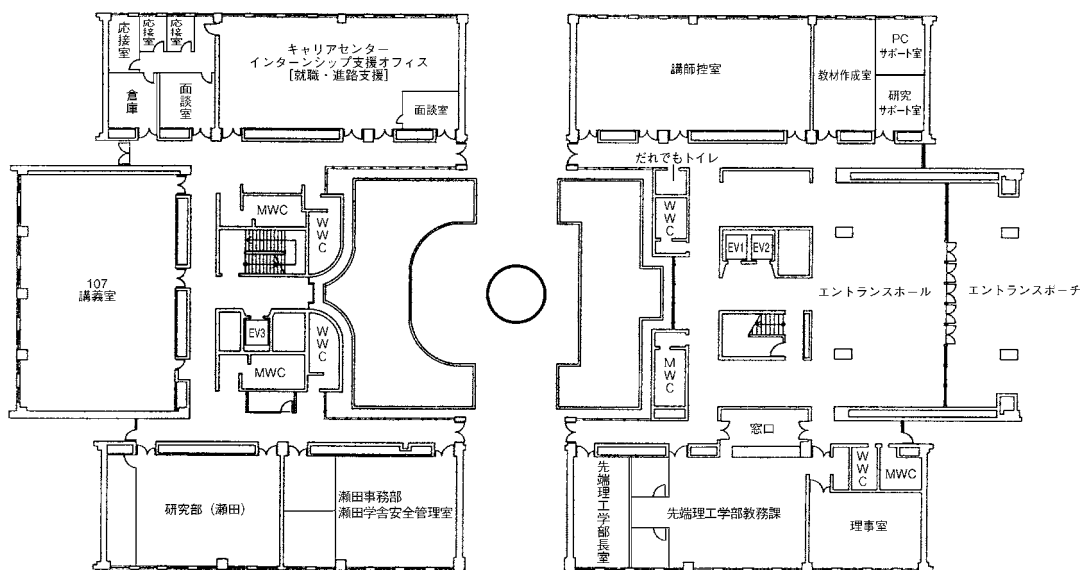 応接室
応接室
応接室
キャリアセンター
インターンシップ支援オフィス
[就職・進路支援]
倉庫
面談室
面談室
講師控室
教材作成室
PC
サポート室
研究
サポート室
だれでもトイレ
MWC
WWC
WWC
EV1
EV2
107
講義室
エントランスホール
エントランスポーチ
EV3
WWC
MWC
MWC
窓口
研究部(瀬田)
瀬田事務部
瀬田学舎安全管理室
先端理工学部長室
先端理工学部教務課
WWC
MWC
理事室